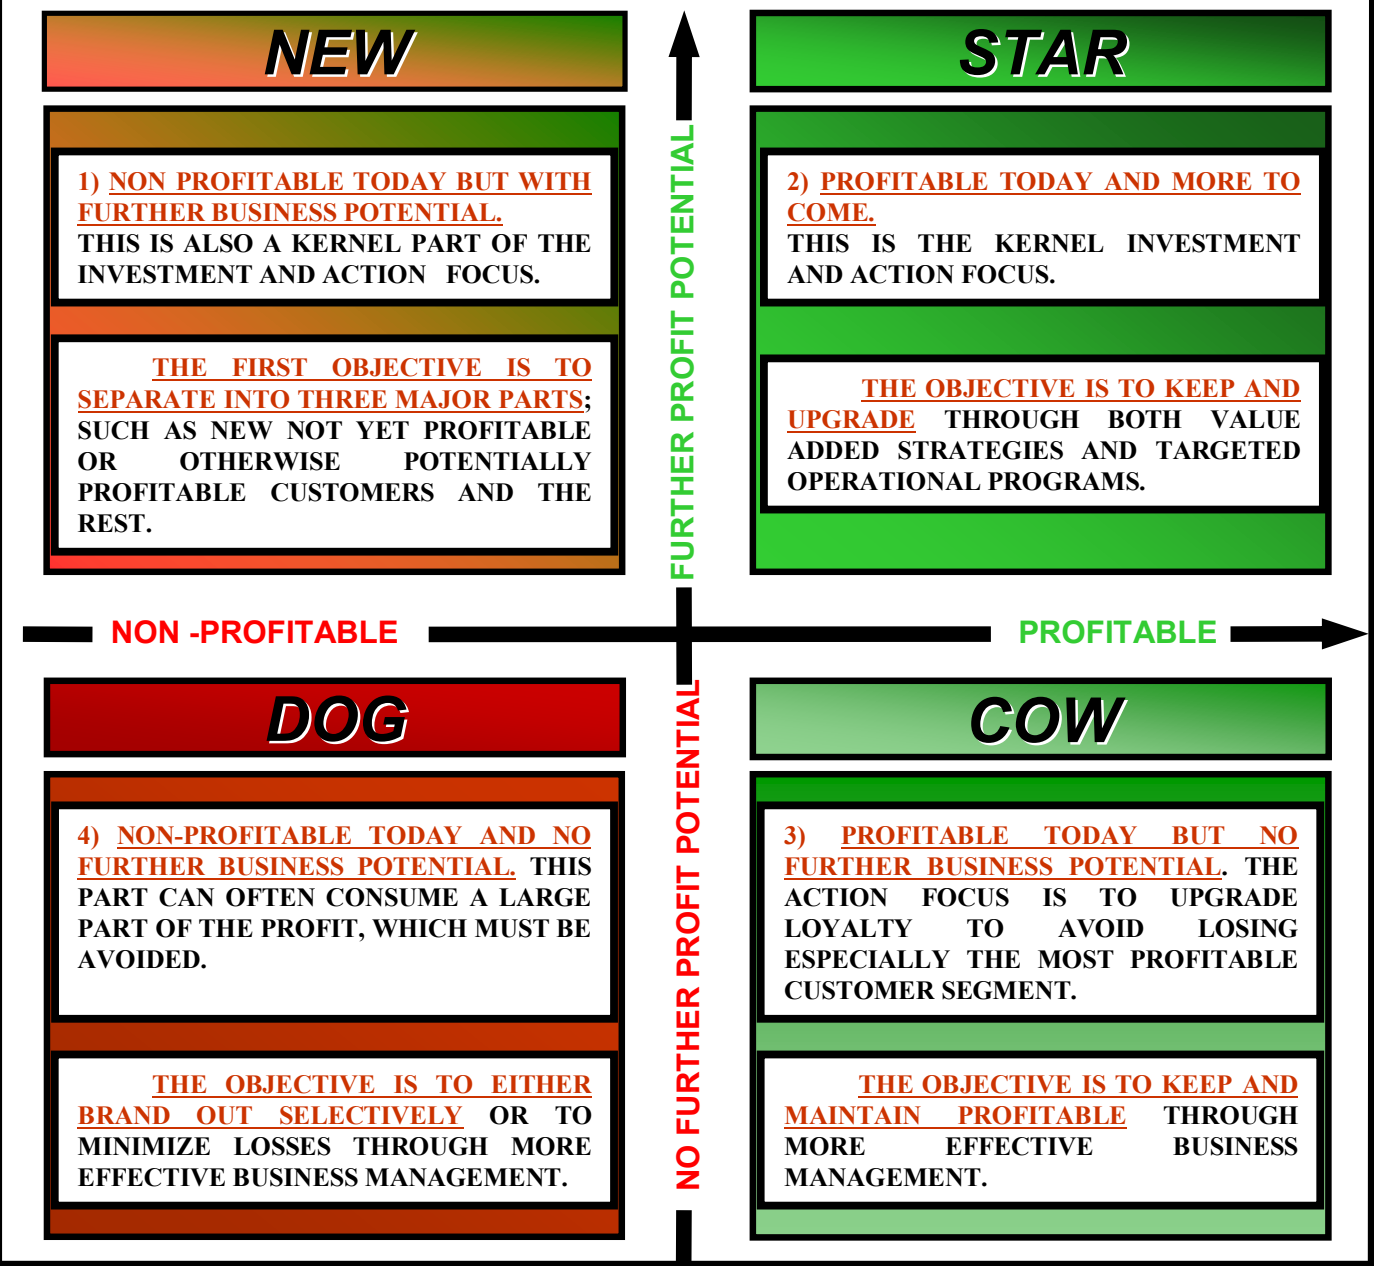 NEW
1) NON PROFITABLE TODAY BUT WITH
FURTHER BUSINESS POTENTIAL.
THIS IS ALSO A KERNEL PART OF THE
INVESTMENT AND ACTION FOCUS.
THE FIRST OBJECTIVE IS TO
SEPARATE INTO THREE MAJOR PARTS;
SUCH AS NEW NOT YET PROFITABLE
OR OTHERWISE POTENTIALLY
PROFITABLE CUSTOMERS AND THE
REST.
FURTHER PROFIT POTENTIAL
STAR
2) PROFITABLE TODAY AND MORE TO
COME.
THIS IS THE KERNEL INVESTMENT
AND ACTION FOCUS.
THE OBJECTIVE IS TO KEEP AND
UPGRADE THROUGH BOTH VALUE
ADDED STRATEGIES AND TARGETED
OPERATIONAL PROGRAMS.
NON -PROFITABLE
PROFITABLE
DOG
4) NON-PROFITABLE TODAY AND NO
FURTHER BUSINESS POTENTIAL. THIS
PART CAN OFTEN CONSUME A LARGE
PART OF THE PROFIT, WHICH MUST BE
AVOIDED.
THE OBJECTIVE IS TO EITHER
BRAND OUT SELECTIVELY OR TO
MINIMIZE LOSSES THROUGH MORE
EFFECTIVE BUSINESS MANAGEMENT.
NO FURTHER PROFIT POTENTIAL
COW
3) PROFITABLE TODAY BUT NO
FURTHER BUSINESS POTENTIAL. THE
ACTION FOCUS IS TO UPGRADE
LOYALTY TO AVOID LOSING
ESPECIALLY THE MOST PROFITABLE
CUSTOMER SEGMENT.
THE OBJECTIVE IS TO KEEP AND
MAINTAIN PROFITABLE THROUGH
MORE EFFECTIVE BUSINESS
MANAGEMENT.